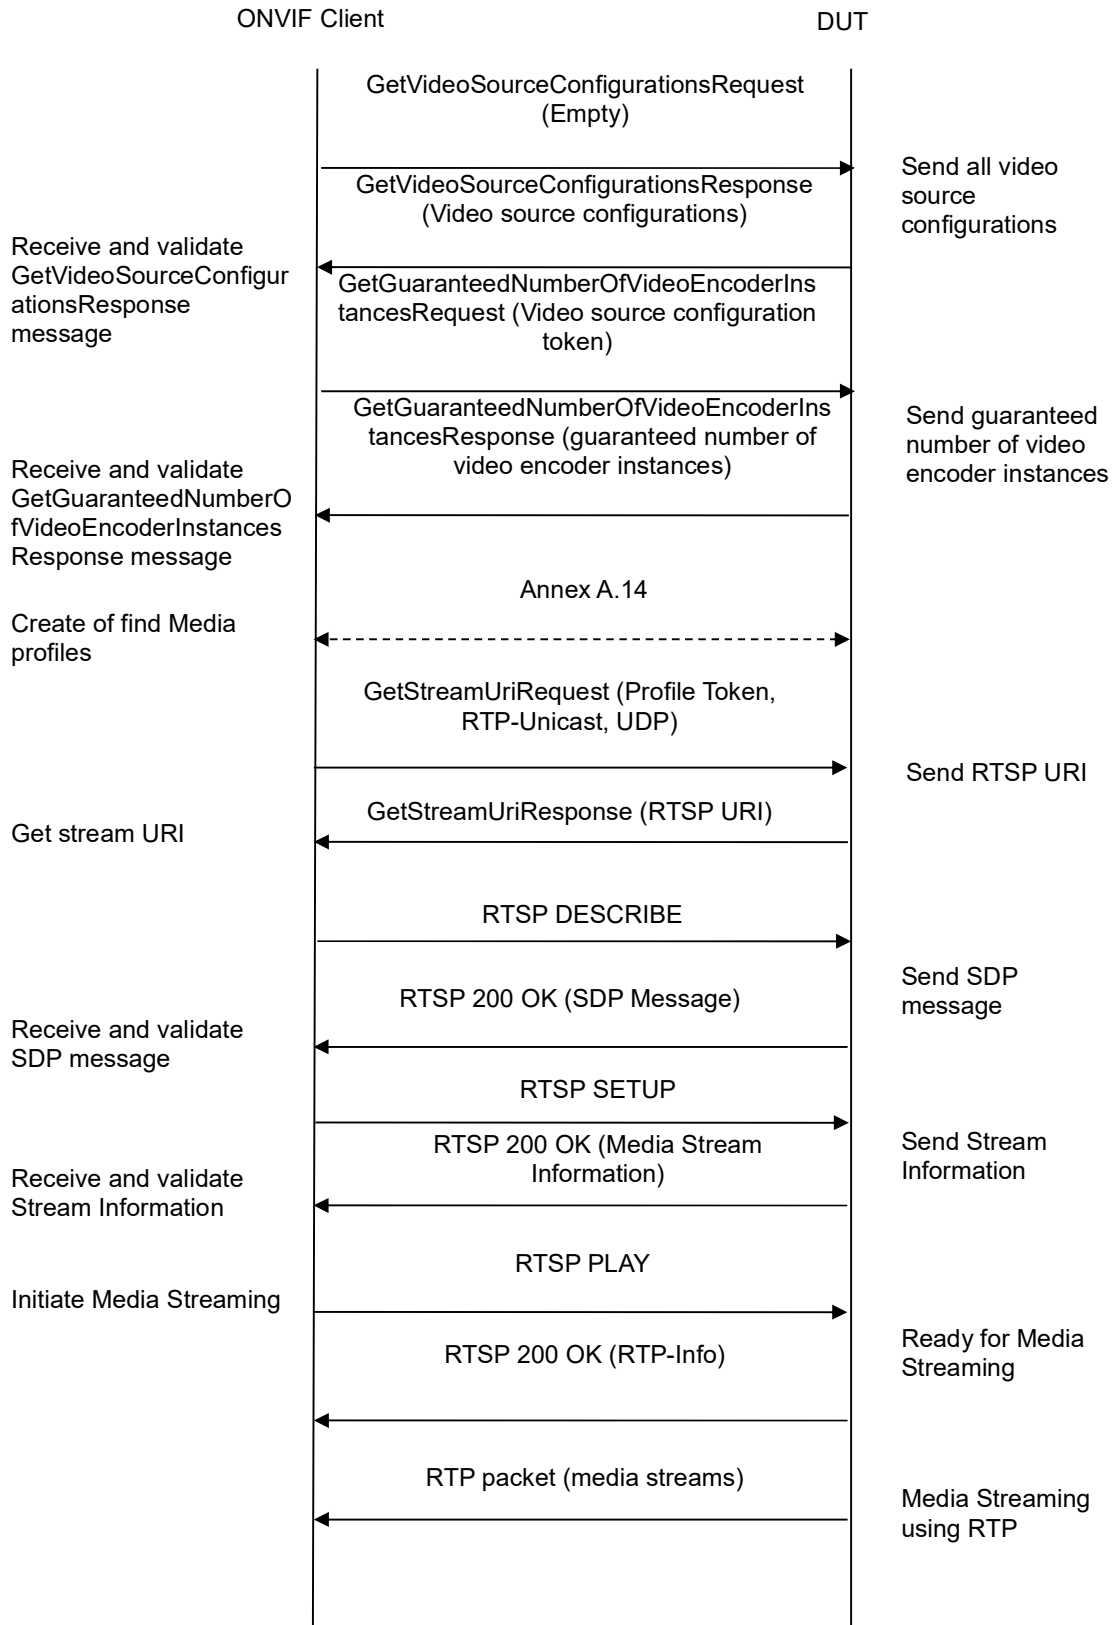 ONVIF Client
DUT
GetVideoSourceConfigurationsRequest
(Empty)
Send all video
source
configurations
GetVideoSourceConfigurationsResponse
(Video source configurations)
Receive and validate
GetVideoSourceConfigur
ationsResponse
message
GetGuaranteedNumberOfVideoEncoderIns
tancesRequest (Video source configuration
token)
Send guaranteed
number of video
encoder instances
GetGuaranteedNumberOfVideoEncoderIns
tancesResponse (guaranteed number of
video encoder instances)
Receive and validate
GetGuaranteedNumberO
fVideoEncoderInstances
Response message
Annex A.14
Create of find Media
profiles
GetStreamUriRequest (Profile Token,
RTP-Unicast, UDP)
Send RTSP URI
GetStreamUriResponse (RTSP URI)
Get stream URI
RTSP DESCRIBE
Send SDP
message
RTSP 200 OK (SDP Message)
Receive and validate
SDP message
RTSP SETUP
Send Stream
Information
RTSP 200 OK (Media Stream
Information)
Receive and validate
Stream Information
RTSP PLAY
Initiate Media Streaming
Ready for Media
Streaming
RTSP 200 OK (RTP-Info)
RTP packet (media streams)
Media Streaming
using RTP